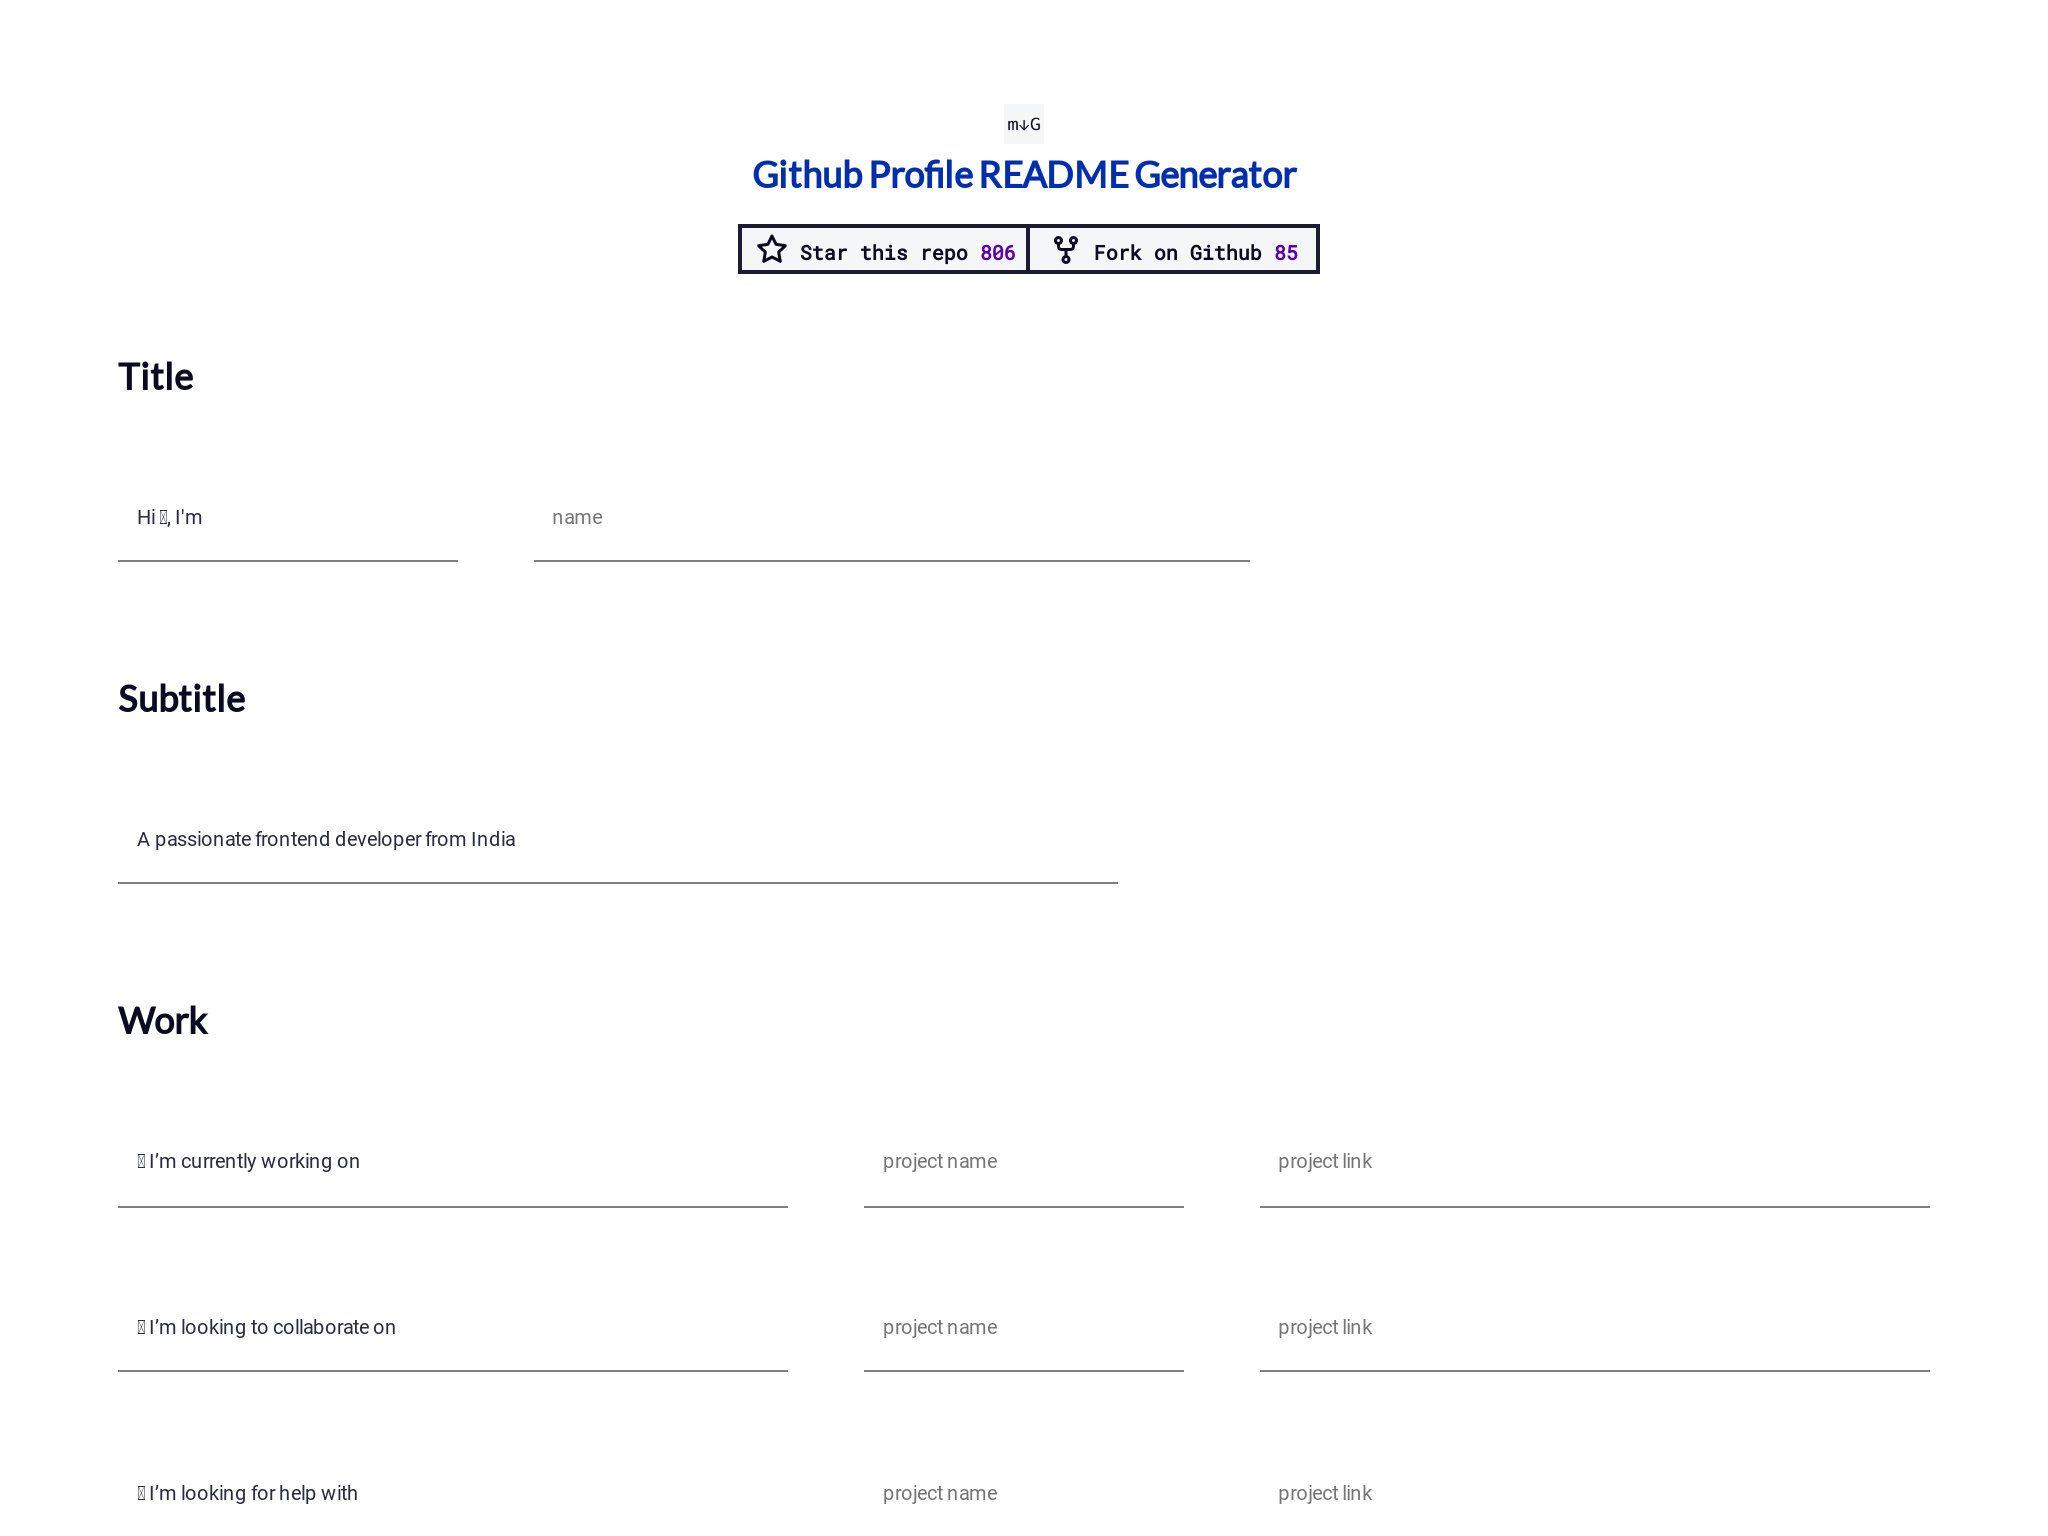 m↓G
Github Profile README Generator
Star this repo 806 Fork on Github 85
Title
Hi , I'm name
Subtitle
A passionate frontend developer from India
Work
I’m currently working on project name project link
I’m looking to collaborate on project name project link
I’m looking for help with project name project link